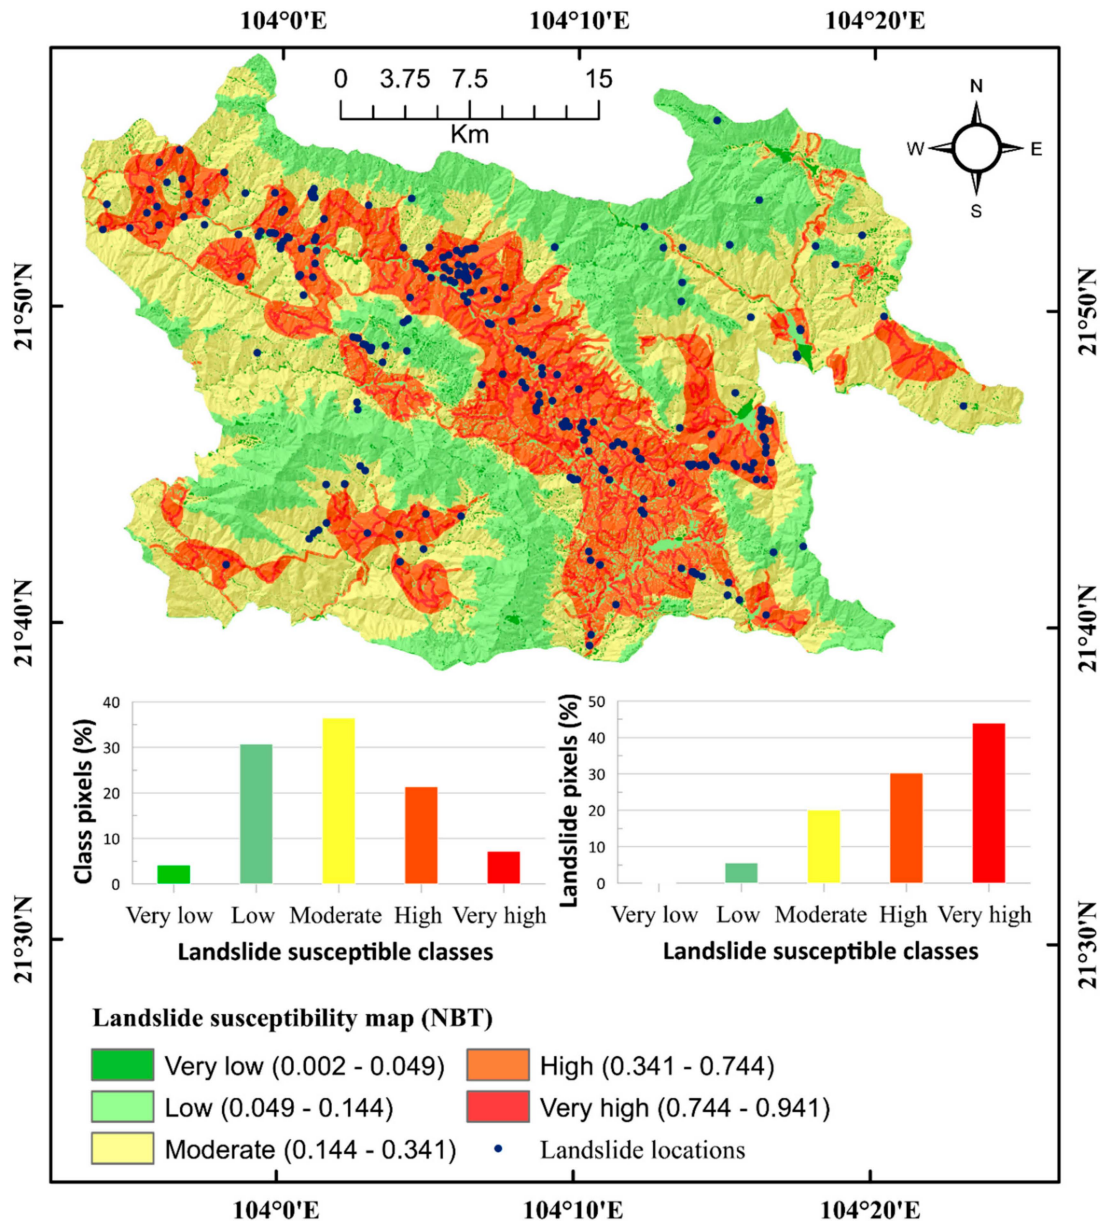 104°0'E 104°10'E 104°20'E
0 3.75 7.5 15
Km
N
W E
S
21°50'N 21°50'N
21°40'N 21°40'N
Class pixels (%)
40
30
20
10
0
Very low Low Moderate High Very high
Landslide susceptible classes
Landslide pixels (%)
50
40
30
20
10
0
Very low Low Moderate High Very high
Landslide susceptible classes
21°30'N 21°30'N
Landslide susceptibility map (NBT)
Very low (0.002 - 0.049)
Low (0.049 - 0.144)
Moderate (0.144 - 0.341)
High (0.341 - 0.744)
Very high (0.744 - 0.941)
Landslide locations
104°0'E 104°10'E 104°20'E